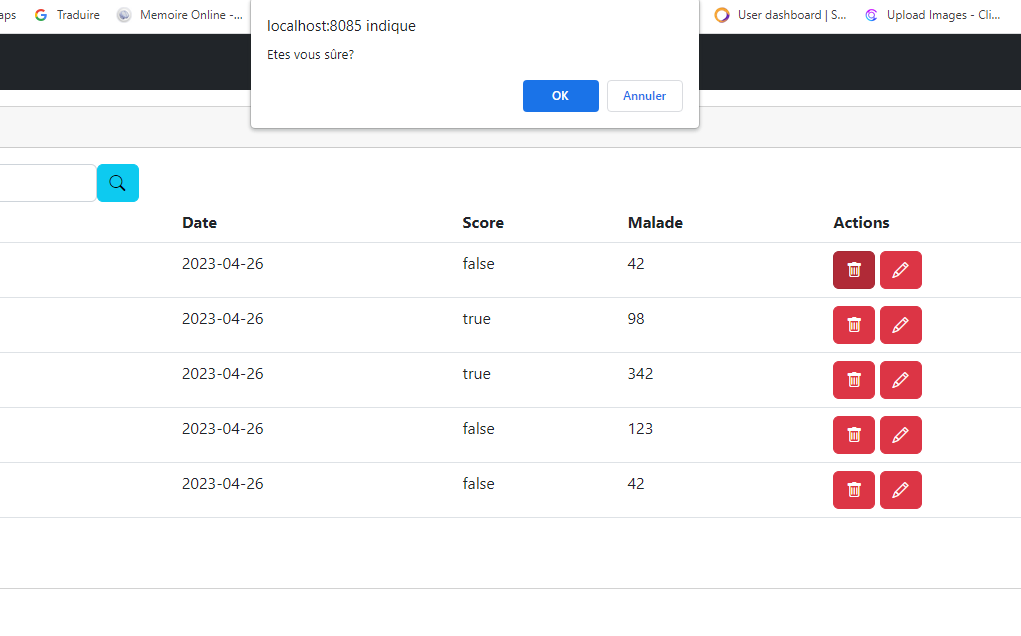 aps Traduire Memoire Online -... User dashboard | S... Upload Images - Cli...
localhost:8085 indique
Etes vous sûre?
OK Annuler
Date Score Malade Actions
2023-04-26 false 42
2023-04-26 true 98
2023-04-26 true 342
2023-04-26 false 123
2023-04-26 false 42